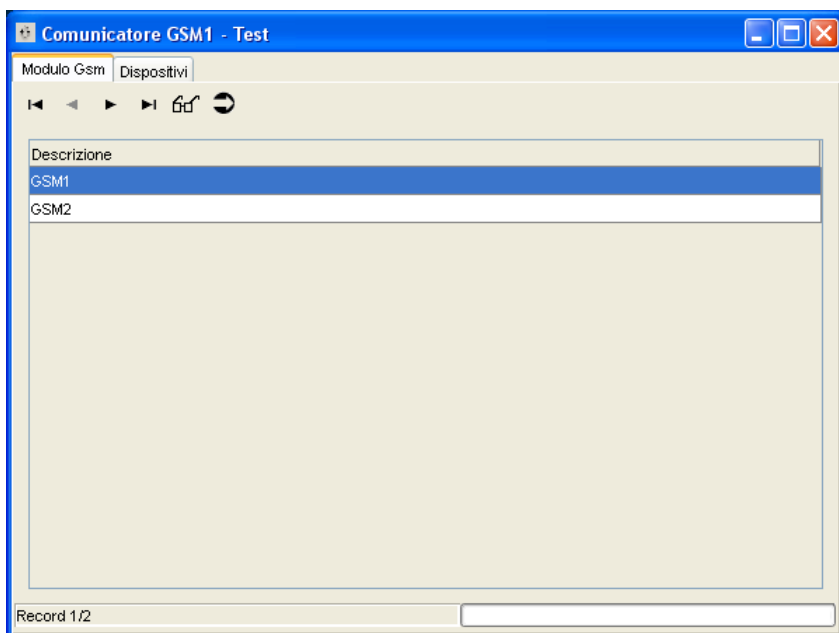 Comunicatore GSM1 - Test
Modulo Gsm Dispositivi
Descrizione
GSM1
GSM2
Record 1/2